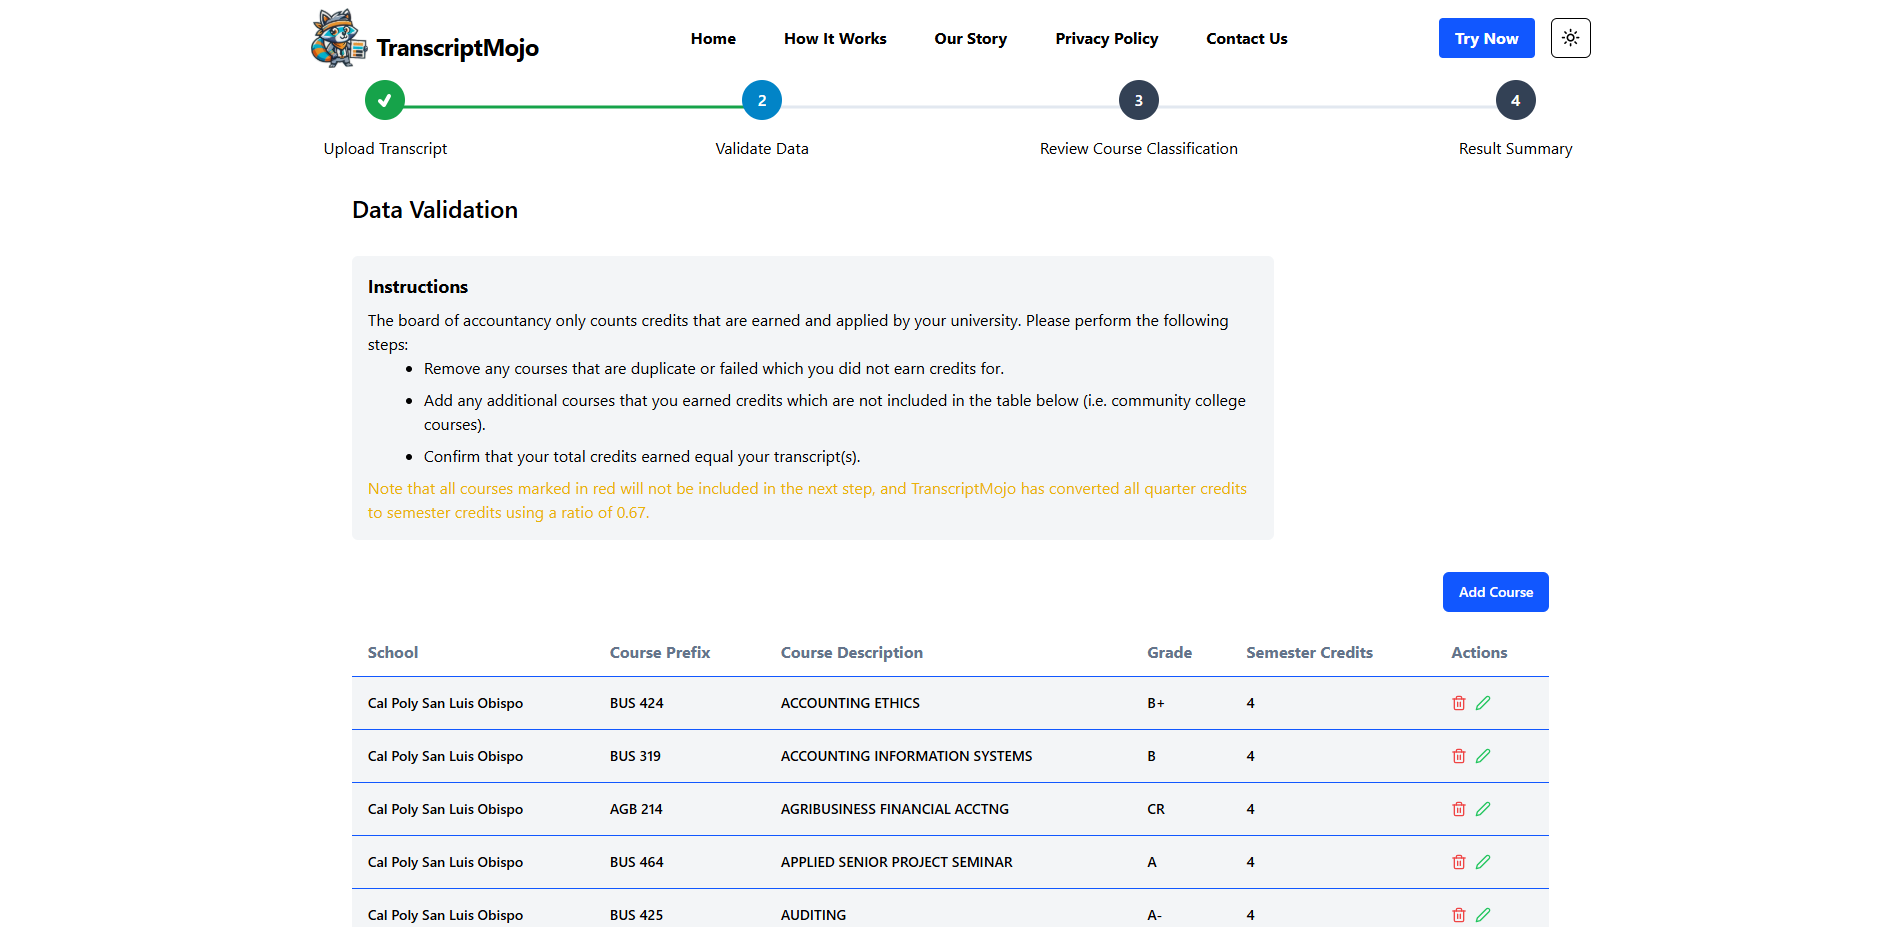 TranscriptMojo
Home How It Works Our Story Privacy Policy Contact Us
Try Now
2 3 4
Upload Transcript Validate Data Review Course Classification Result Summary
Data Validation
Instructions
The board of accountancy only counts credits that are earned and applied by your university. Please perform the following
steps:
• Remove any courses that are duplicate or failed which you did not earn credits for.
• Add any additional courses that you earned credits which are not included in the table below (i.e. community college
courses).
• Confirm that your total credits earned equal your transcript(s).
Note that all courses marked in red will not be included in the next step, and TranscriptMojo has converted all quarter credits
to semester credits using a ratio of 0.67.
Add Course
School Course Prefix Course Description Grade Semester Credits Actions
Cal Poly San Luis Obispo BUS 424 ACCOUNTING ETHICS B+ 4
Cal Poly San Luis Obispo BUS 319 ACCOUNTING INFORMATION SYSTEMS B 4
Cal Poly San Luis Obispo AGB 214 AGRIBUSINESS FINANCIAL ACCTNG CR 4
Cal Poly San Luis Obispo BUS 464 APPLIED SENIOR PROJECT SEMINAR A 4
Cal Poly San Luis Obispo BUS 425 AUDITING A- 4